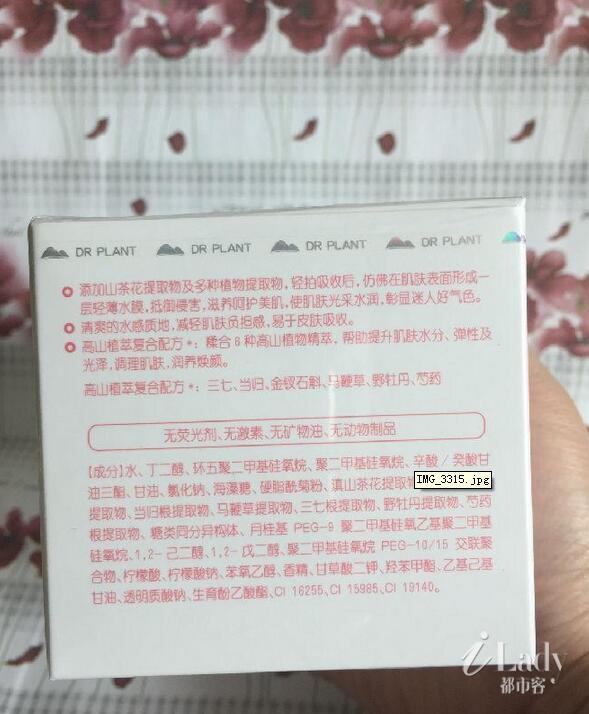 DR PLANT DR PLANT DR PLANT DR PLANT
添加山茶花提取物及多种植物提取物,轻拍吸收后,仿佛在肌肤表面形成一
层轻薄水膜,抵御侵害,滋养呵护美肌,使肌肤光采水润,彰显迷人好气色。
清爽的水感质地,减轻肌肤负担感,易于皮肤吸收。
高山植萃复合配方*:糅合6种高山植物精萃,帮助提升肌肤水分、弹性及
光泽,调理肌肤,润养焕颜。
高山植萃复合配方*:三七、当归、金钗石斛、马鞭草、野牡丹、芍药
无荧光剂、无激素、无矿物油、无动物制品
【成分】水、丁二醇、环五聚二甲基硅氧烷、聚二甲基硅氧烷、辛酸/癸酸甘
油三酯、甘油、氯化钠、海藻糖、硬脂酰菊粉、滇山茶花提取物
IMG_3315.jpg
提取物、当归根提取物、马鞭草提取物、三七根提取物、野牡丹提取物、芍药
根提取物、糖类同分异构体、月桂基 PEG-9 聚二甲基硅氧乙基聚二甲基
硅氧烷、1,2-己二醇、1,2-戊二醇、聚二甲基硅氧烷 PEG-10/15 交联聚
合物、柠檬酸、柠檬酸钠、苯氧乙醇、香精、甘草酸二钾、羟苯甲酯、乙基己基
甘油、透明质酸钠、生育酚乙酸酯、CI 16255、CI 15985、CI 19140。
iLady
都市客